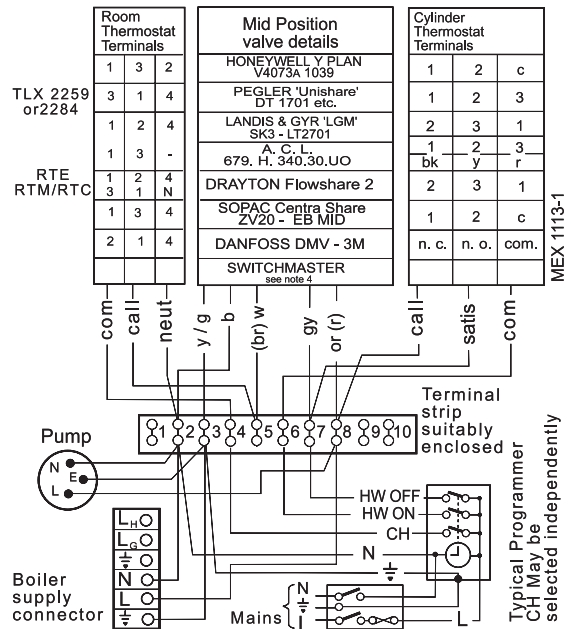 Room
Thermostat
Terminals
Mid Position
valve details
Cylinder
Thermostat
Terminals
1 3 2
HONEYWELL Y PLAN
V4073A 1039
1 2 c
TLX 2259
or2284
3 1 4
PEGLER 'Unishare'
DT 1701 etc.
1 2 3
1 2 4
LANDIS & GYR 'LGM'
SK3 - LT2701
2 3 1
1 3 -
A. C. L.
679. H. 340.30.UO
1 2 3
bk y r
RTE
RTM/RTC
1 2 4
3 1 N
DRAYTON Flowshare 2
2 3 1
1 3 4
SOPAC Centra Share
ZV20 - EB MID
1 2 c
2 1 4
DANFOSS DMV - 3M
n. c. n. o. com.
SWITCHMASTER
see note 4
MEX 1113-1
com
call
neut
y / g
b
(br) w
gy
or (r)
call
satis
com
1 2 3 4 5 6 7 8 9 10
Terminal
strip
suitably
enclosed
Pump
N
E
L
HW OFF
HW ON
CH
N
Typical Programmer
CH May be
selected independently
LH
LG
N
L
Boiler
supply
connector
Mains
N
L
L